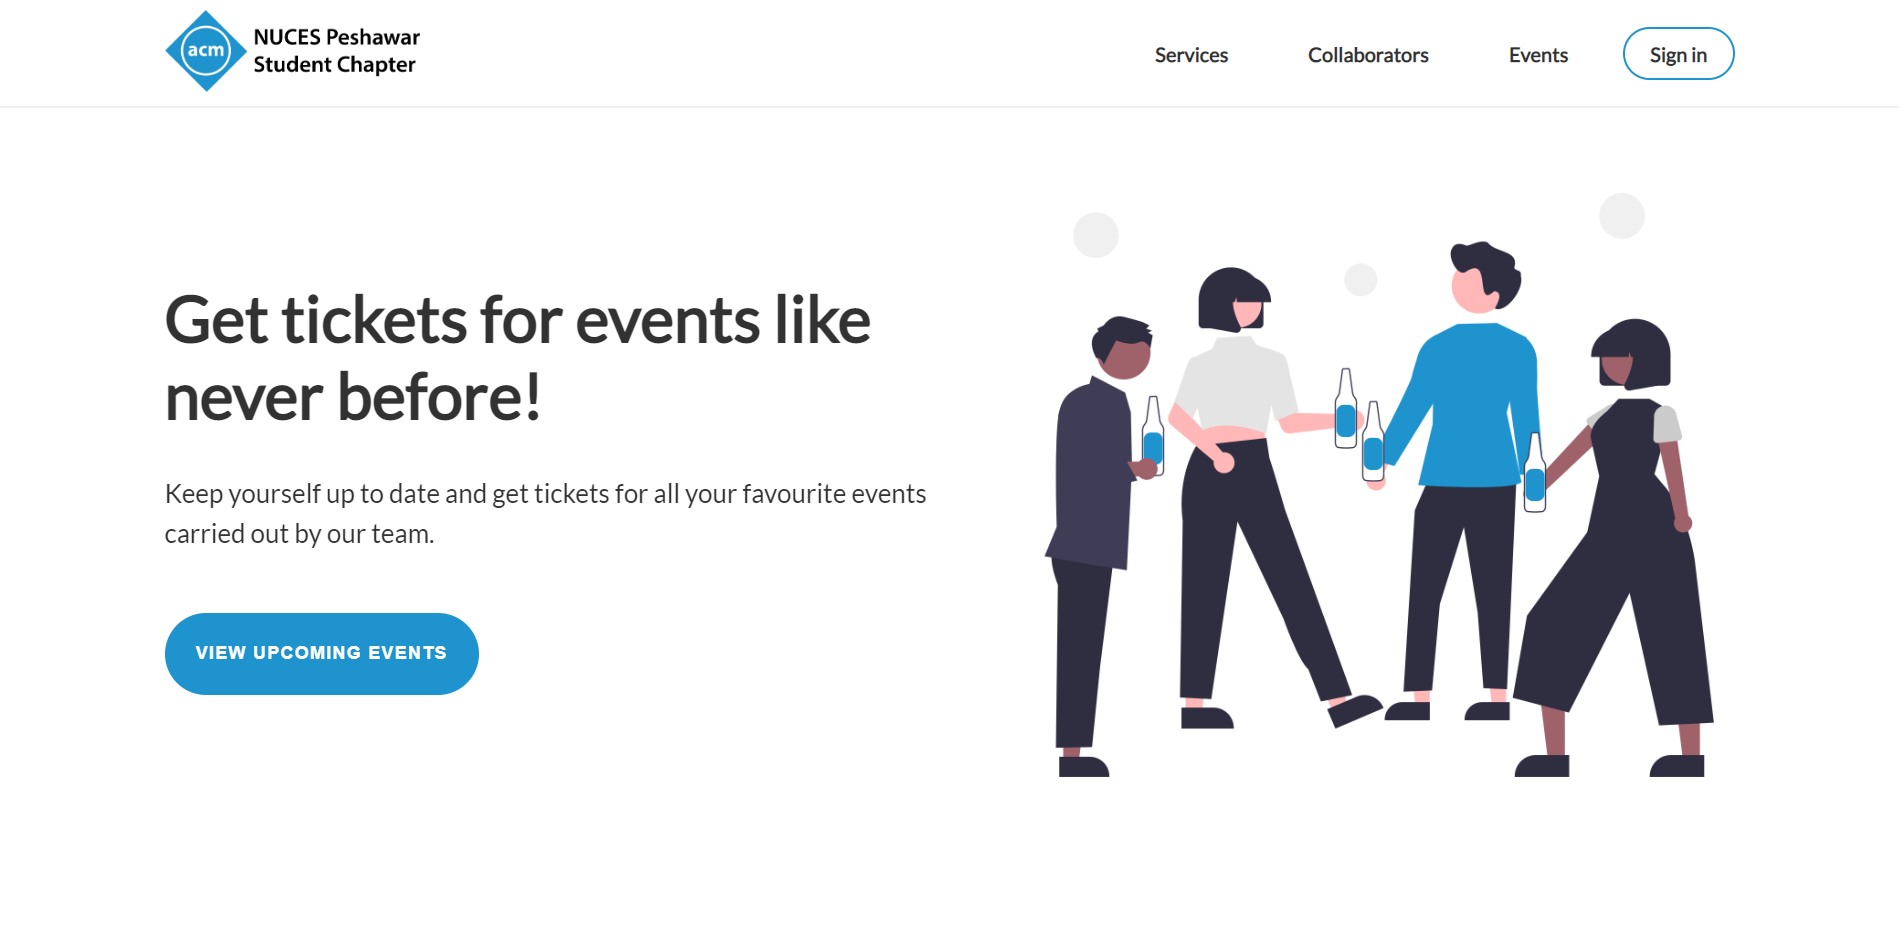 acm
NUCES Peshawar
Student Chapter
Services
Collaborators
Events
Sign in
Get tickets for events like
never before!
Keep yourself up to date and get tickets for all your favourite events
carried out by our team.
VIEW UPCOMING EVENTS